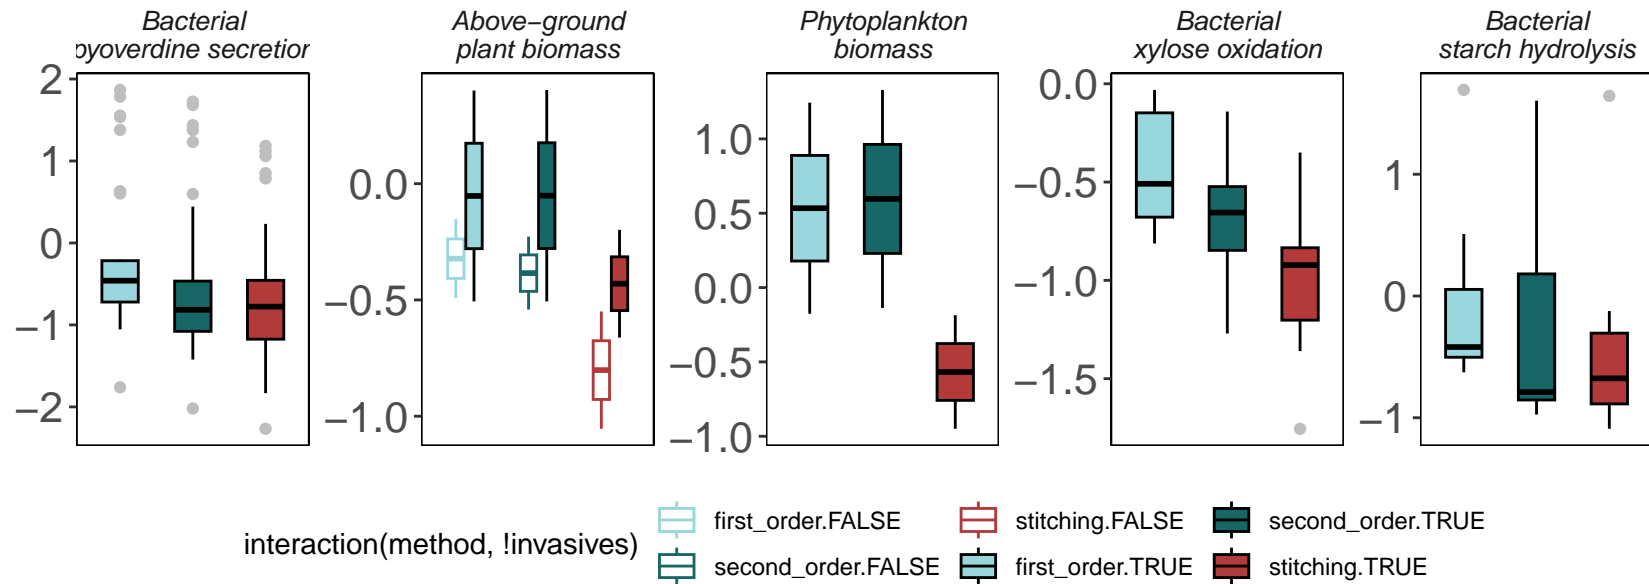 Bacterial
pyoverdine secretion
Above−ground
plant biomass
Phytoplankton
biomass
Bacterial
xylose oxidation
Bacterial
starch hydrolysis
2
1
0
−1
−2
0.0
−0.5
−1.0
1.0
0.5
0.0
−0.5
−1.0
0.0
−0.5
−1.0
−1.5
1
0
−1
interaction(method, !invasives)
first_order.FALSE
second_order.FALSE
stitching.FALSE
first_order.TRUE
second_order.TRUE
stitching.TRUE